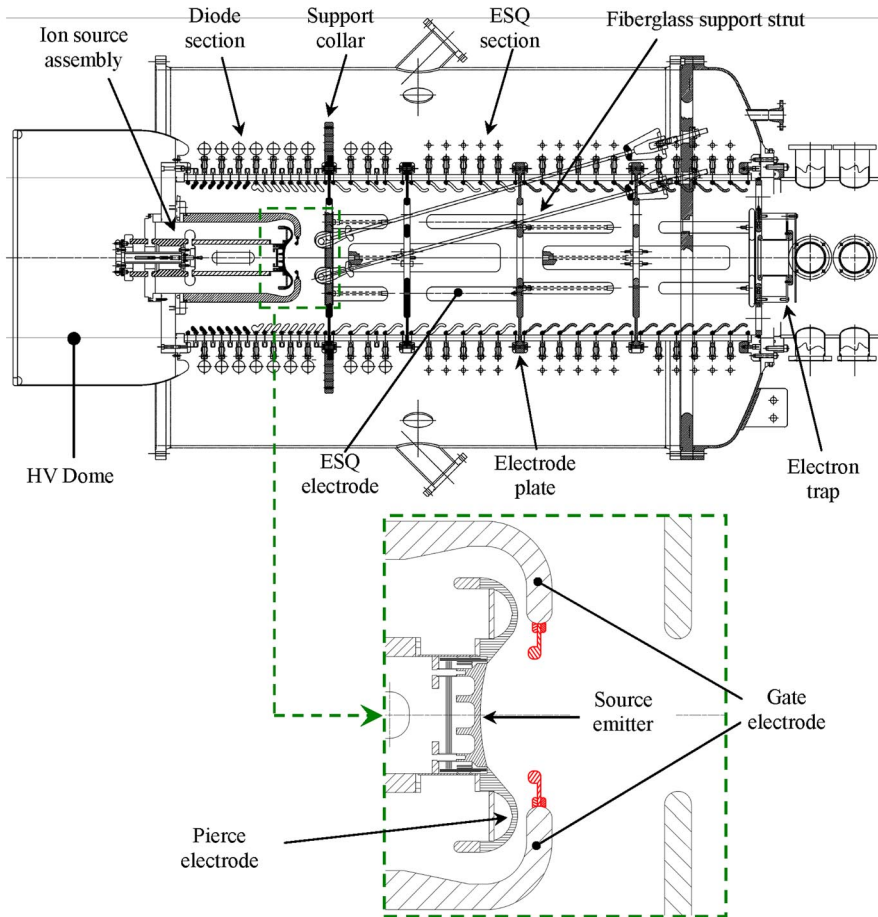 Diode
section
Support
collar
ESQ
section
Fiberglass support strut
Ion source
assembly
HV Dome
ESQ
electrode
Electrode
plate
Electron
trap
Source
emitter
Gate
electrode
Pierce
electrode